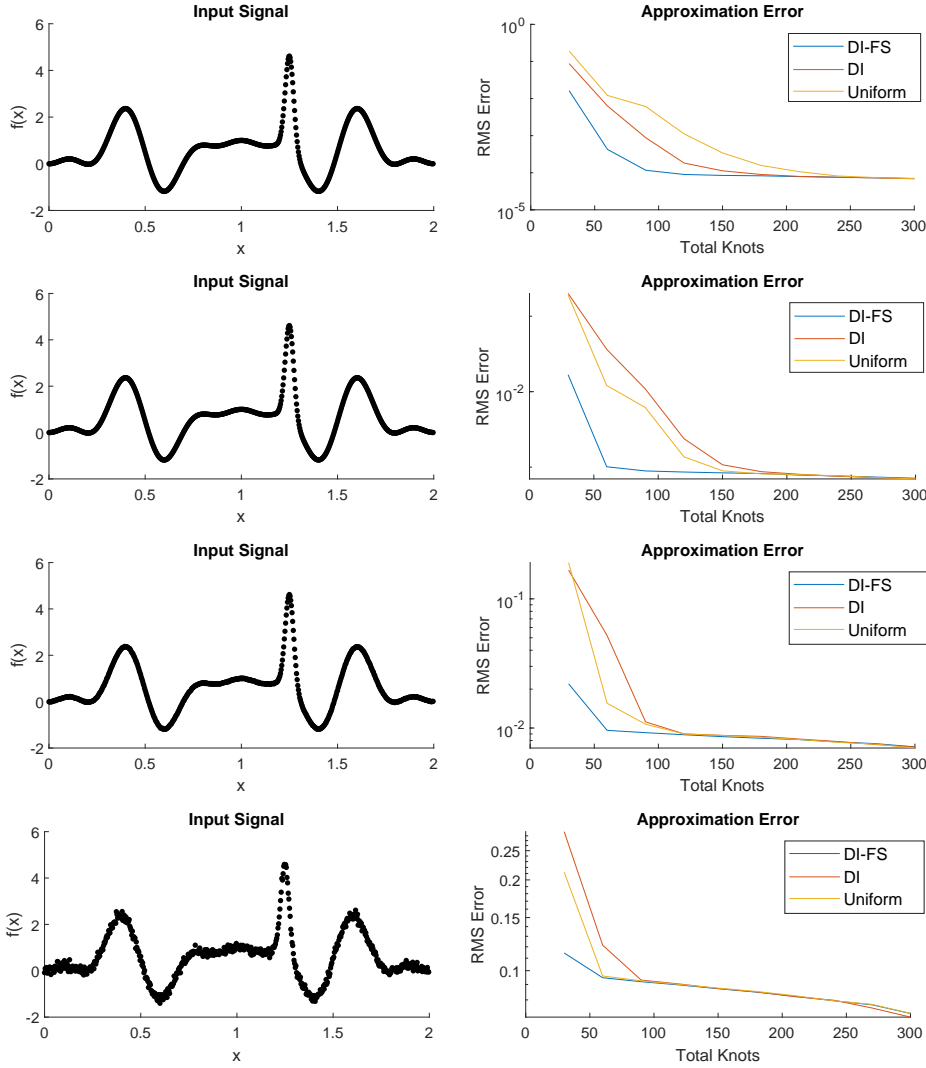 Input Signal
6
4
2
0
-2
0 0.5 1 1.5 2
f(x)
x
Approximation Error
10^0
10^-5
0 50 100 150 200 250 300
RMS Error
Total Knots
DI-FS
DI
Uniform
Input Signal
6
4
2
0
-2
0 0.5 1 1.5 2
f(x)
x
Approximation Error
10^-2
0 50 100 150 200 250 300
RMS Error
Total Knots
DI-FS
DI
Uniform
Input Signal
6
4
2
0
-2
0 0.5 1 1.5 2
f(x)
x
Approximation Error
10^-1
10^-2
0 50 100 150 200 250 300
RMS Error
Total Knots
DI-FS
DI
Uniform
Input Signal
6
4
2
0
-2
0 0.5 1 1.5 2
f(x)
x
Approximation Error
0.25
0.2
0.15
0.1
0 50 100 150 200 250 300
RMS Error
Total Knots
DI-FS
DI
Uniform